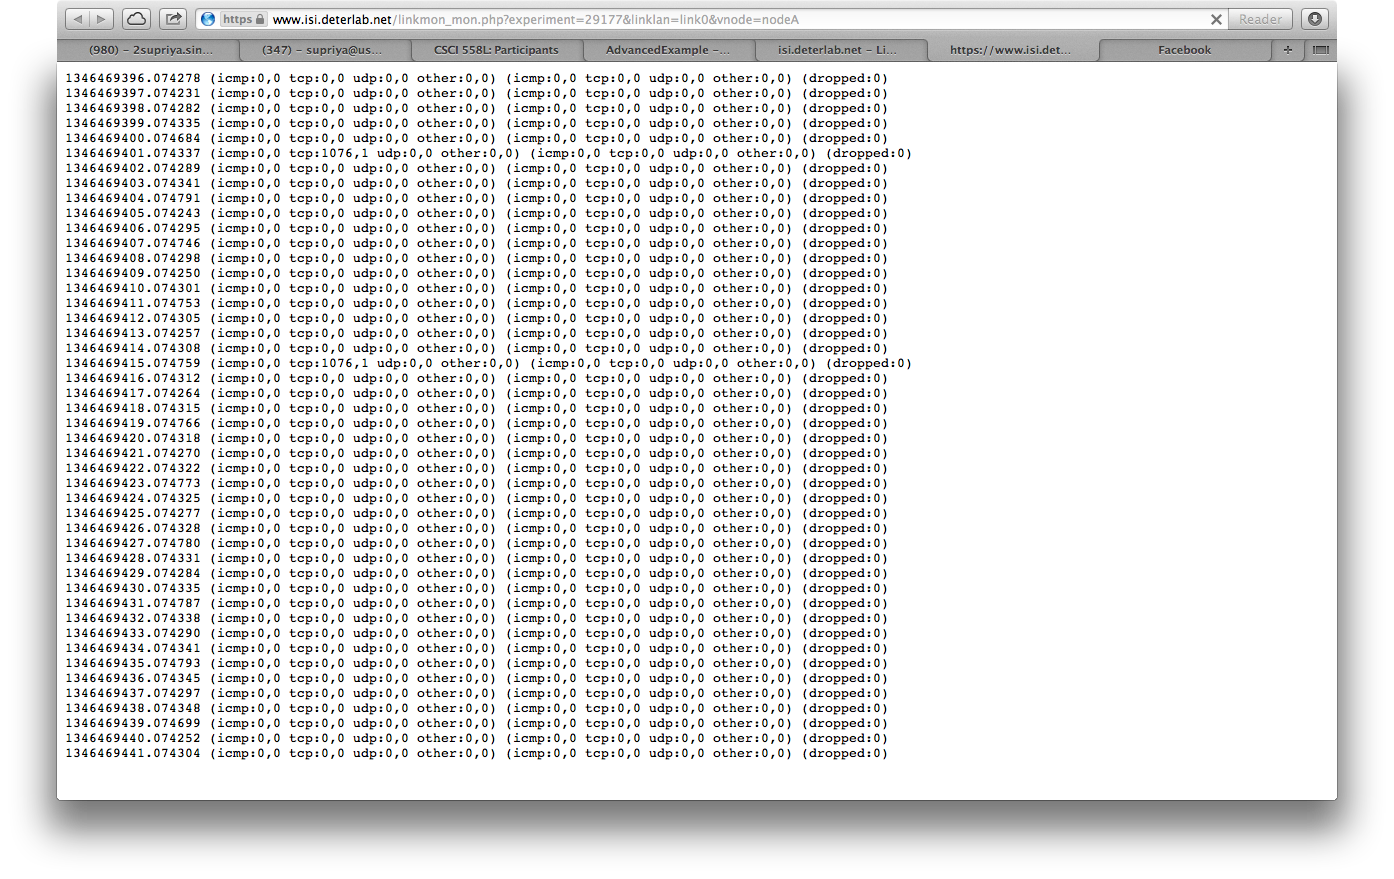 https www.isi.deterlab.net/linkmon_mon.php?experiment=29177&linklan=link0&vnode=nodeA Reader
(980) – 2supriya.sin... (347) – supriya@us... CSCI 558L: Participants AdvancedExample –... isi.deterlab.net – Li... https://www.isi.det... Facebook +
1346469396.074278 (icmp:0,0 tcp:0,0 udp:0,0 other:0,0) (icmp:0,0 tcp:0,0 udp:0,0 other:0,0) (dropped:0)
1346469397.074231 (icmp:0,0 tcp:0,0 udp:0,0 other:0,0) (icmp:0,0 tcp:0,0 udp:0,0 other:0,0) (dropped:0)
1346469398.074282 (icmp:0,0 tcp:0,0 udp:0,0 other:0,0) (icmp:0,0 tcp:0,0 udp:0,0 other:0,0) (dropped:0)
1346469399.074335 (icmp:0,0 tcp:0,0 udp:0,0 other:0,0) (icmp:0,0 tcp:0,0 udp:0,0 other:0,0) (dropped:0)
1346469400.074684 (icmp:0,0 tcp:0,0 udp:0,0 other:0,0) (icmp:0,0 tcp:0,0 udp:0,0 other:0,0) (dropped:0)
1346469401.074337 (icmp:0,0 tcp:1076,1 udp:0,0 other:0,0) (icmp:0,0 tcp:0,0 udp:0,0 other:0,0) (dropped:0)
1346469402.074289 (icmp:0,0 tcp:0,0 udp:0,0 other:0,0) (icmp:0,0 tcp:0,0 udp:0,0 other:0,0) (dropped:0)
1346469403.074341 (icmp:0,0 tcp:0,0 udp:0,0 other:0,0) (icmp:0,0 tcp:0,0 udp:0,0 other:0,0) (dropped:0)
1346469404.074791 (icmp:0,0 tcp:0,0 udp:0,0 other:0,0) (icmp:0,0 tcp:0,0 udp:0,0 other:0,0) (dropped:0)
1346469405.074243 (icmp:0,0 tcp:0,0 udp:0,0 other:0,0) (icmp:0,0 tcp:0,0 udp:0,0 other:0,0) (dropped:0)
1346469406.074295 (icmp:0,0 tcp:0,0 udp:0,0 other:0,0) (icmp:0,0 tcp:0,0 udp:0,0 other:0,0) (dropped:0)
1346469407.074746 (icmp:0,0 tcp:0,0 udp:0,0 other:0,0) (icmp:0,0 tcp:0,0 udp:0,0 other:0,0) (dropped:0)
1346469408.074298 (icmp:0,0 tcp:0,0 udp:0,0 other:0,0) (icmp:0,0 tcp:0,0 udp:0,0 other:0,0) (dropped:0)
1346469409.074250 (icmp:0,0 tcp:0,0 udp:0,0 other:0,0) (icmp:0,0 tcp:0,0 udp:0,0 other:0,0) (dropped:0)
1346469410.074301 (icmp:0,0 tcp:0,0 udp:0,0 other:0,0) (icmp:0,0 tcp:0,0 udp:0,0 other:0,0) (dropped:0)
1346469411.074753 (icmp:0,0 tcp:0,0 udp:0,0 other:0,0) (icmp:0,0 tcp:0,0 udp:0,0 other:0,0) (dropped:0)
1346469412.074305 (icmp:0,0 tcp:0,0 udp:0,0 other:0,0) (icmp:0,0 tcp:0,0 udp:0,0 other:0,0) (dropped:0)
1346469413.074257 (icmp:0,0 tcp:0,0 udp:0,0 other:0,0) (icmp:0,0 tcp:0,0 udp:0,0 other:0,0) (dropped:0)
1346469414.074308 (icmp:0,0 tcp:0,0 udp:0,0 other:0,0) (icmp:0,0 tcp:0,0 udp:0,0 other:0,0) (dropped:0)
1346469415.074759 (icmp:0,0 tcp:1076,1 udp:0,0 other:0,0) (icmp:0,0 tcp:0,0 udp:0,0 other:0,0) (dropped:0)
1346469416.074312 (icmp:0,0 tcp:0,0 udp:0,0 other:0,0) (icmp:0,0 tcp:0,0 udp:0,0 other:0,0) (dropped:0)
1346469417.074264 (icmp:0,0 tcp:0,0 udp:0,0 other:0,0) (icmp:0,0 tcp:0,0 udp:0,0 other:0,0) (dropped:0)
1346469418.074315 (icmp:0,0 tcp:0,0 udp:0,0 other:0,0) (icmp:0,0 tcp:0,0 udp:0,0 other:0,0) (dropped:0)
1346469419.074766 (icmp:0,0 tcp:0,0 udp:0,0 other:0,0) (icmp:0,0 tcp:0,0 udp:0,0 other:0,0) (dropped:0)
1346469420.074318 (icmp:0,0 tcp:0,0 udp:0,0 other:0,0) (icmp:0,0 tcp:0,0 udp:0,0 other:0,0) (dropped:0)
1346469421.074270 (icmp:0,0 tcp:0,0 udp:0,0 other:0,0) (icmp:0,0 tcp:0,0 udp:0,0 other:0,0) (dropped:0)
1346469422.074322 (icmp:0,0 tcp:0,0 udp:0,0 other:0,0) (icmp:0,0 tcp:0,0 udp:0,0 other:0,0) (dropped:0)
1346469423.074773 (icmp:0,0 tcp:0,0 udp:0,0 other:0,0) (icmp:0,0 tcp:0,0 udp:0,0 other:0,0) (dropped:0)
1346469424.074325 (icmp:0,0 tcp:0,0 udp:0,0 other:0,0) (icmp:0,0 tcp:0,0 udp:0,0 other:0,0) (dropped:0)
1346469425.074277 (icmp:0,0 tcp:0,0 udp:0,0 other:0,0) (icmp:0,0 tcp:0,0 udp:0,0 other:0,0) (dropped:0)
1346469426.074328 (icmp:0,0 tcp:0,0 udp:0,0 other:0,0) (icmp:0,0 tcp:0,0 udp:0,0 other:0,0) (dropped:0)
1346469427.074780 (icmp:0,0 tcp:0,0 udp:0,0 other:0,0) (icmp:0,0 tcp:0,0 udp:0,0 other:0,0) (dropped:0)
1346469428.074331 (icmp:0,0 tcp:0,0 udp:0,0 other:0,0) (icmp:0,0 tcp:0,0 udp:0,0 other:0,0) (dropped:0)
1346469429.074284 (icmp:0,0 tcp:0,0 udp:0,0 other:0,0) (icmp:0,0 tcp:0,0 udp:0,0 other:0,0) (dropped:0)
1346469430.074335 (icmp:0,0 tcp:0,0 udp:0,0 other:0,0) (icmp:0,0 tcp:0,0 udp:0,0 other:0,0) (dropped:0)
1346469431.074787 (icmp:0,0 tcp:0,0 udp:0,0 other:0,0) (icmp:0,0 tcp:0,0 udp:0,0 other:0,0) (dropped:0)
1346469432.074338 (icmp:0,0 tcp:0,0 udp:0,0 other:0,0) (icmp:0,0 tcp:0,0 udp:0,0 other:0,0) (dropped:0)
1346469433.074290 (icmp:0,0 tcp:0,0 udp:0,0 other:0,0) (icmp:0,0 tcp:0,0 udp:0,0 other:0,0) (dropped:0)
1346469434.074341 (icmp:0,0 tcp:0,0 udp:0,0 other:0,0) (icmp:0,0 tcp:0,0 udp:0,0 other:0,0) (dropped:0)
1346469435.074793 (icmp:0,0 tcp:0,0 udp:0,0 other:0,0) (icmp:0,0 tcp:0,0 udp:0,0 other:0,0) (dropped:0)
1346469436.074345 (icmp:0,0 tcp:0,0 udp:0,0 other:0,0) (icmp:0,0 tcp:0,0 udp:0,0 other:0,0) (dropped:0)
1346469437.074297 (icmp:0,0 tcp:0,0 udp:0,0 other:0,0) (icmp:0,0 tcp:0,0 udp:0,0 other:0,0) (dropped:0)
1346469438.074348 (icmp:0,0 tcp:0,0 udp:0,0 other:0,0) (icmp:0,0 tcp:0,0 udp:0,0 other:0,0) (dropped:0)
1346469439.074699 (icmp:0,0 tcp:0,0 udp:0,0 other:0,0) (icmp:0,0 tcp:0,0 udp:0,0 other:0,0) (dropped:0)
1346469440.074252 (icmp:0,0 tcp:0,0 udp:0,0 other:0,0) (icmp:0,0 tcp:0,0 udp:0,0 other:0,0) (dropped:0)
1346469441.074304 (icmp:0,0 tcp:0,0 udp:0,0 other:0,0) (icmp:0,0 tcp:0,0 udp:0,0 other:0,0) (dropped:0)